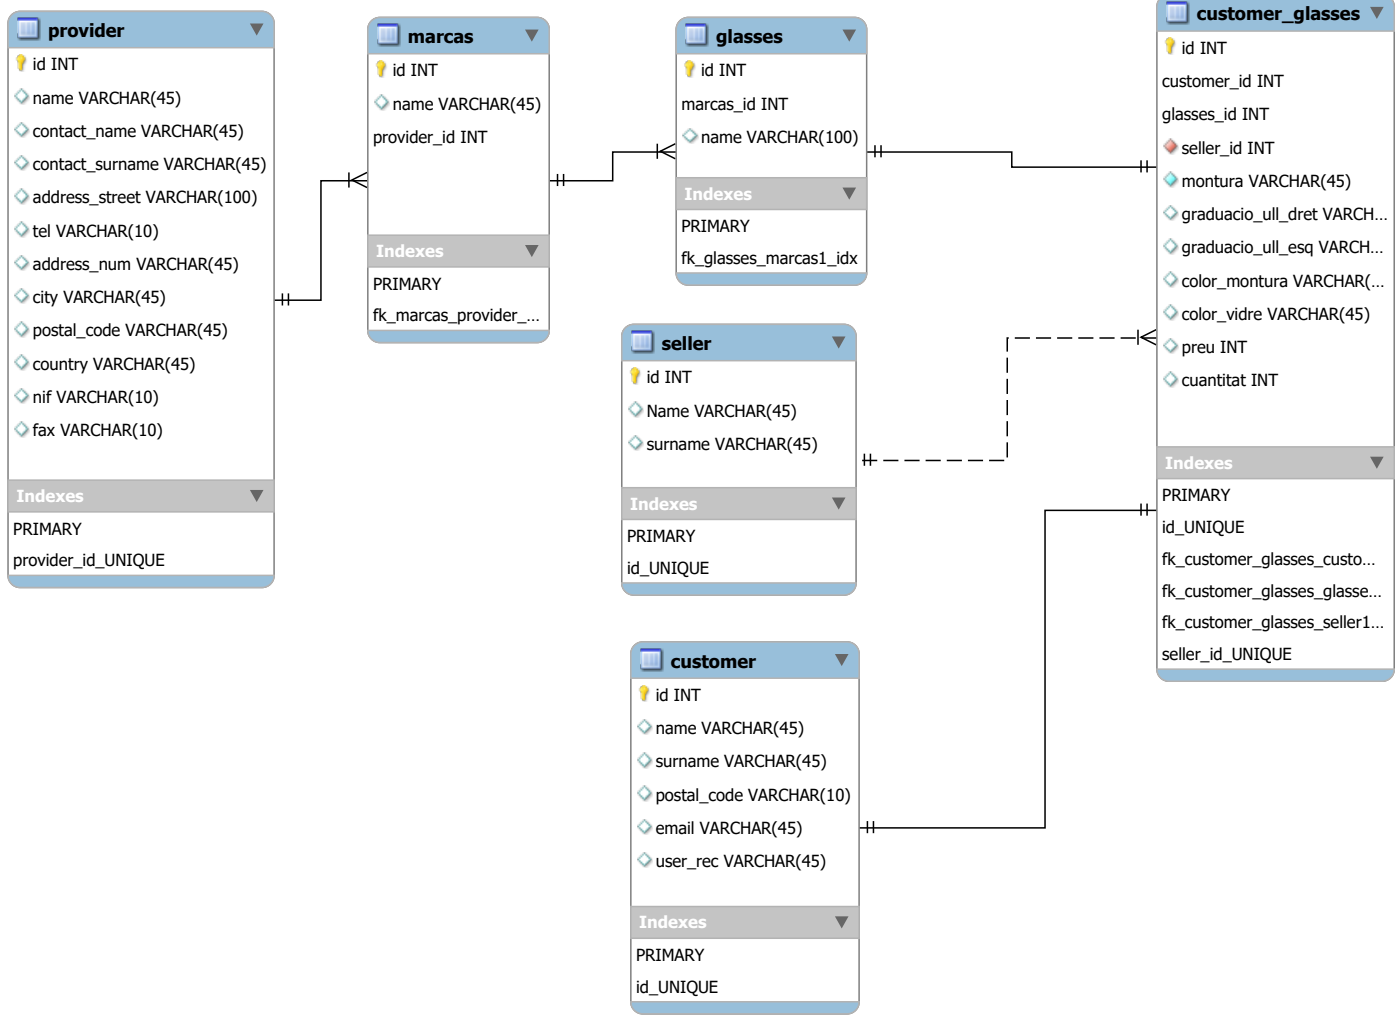 provider
id INT
name VARCHAR(45)
contact_name VARCHAR(45)
contact_surname VARCHAR(45)
address_street VARCHAR(100)
tel VARCHAR(10)
address_num VARCHAR(45)
city VARCHAR(45)
postal_code VARCHAR(45)
country VARCHAR(45)
nif VARCHAR(10)
fax VARCHAR(10)
Indexes
PRIMARY
provider_id_UNIQUE
marcas
id INT
name VARCHAR(45)
provider_id INT
Indexes
PRIMARY
fk_marcas_provider_...
glasses
id INT
marcas_id INT
name VARCHAR(100)
Indexes
PRIMARY
fk_glasses_marcas1_idx
seller
id INT
Name VARCHAR(45)
surname VARCHAR(45)
Indexes
PRIMARY
id_UNIQUE
customer
id INT
name VARCHAR(45)
surname VARCHAR(45)
postal_code VARCHAR(10)
email VARCHAR(45)
user_rec VARCHAR(45)
Indexes
PRIMARY
id_UNIQUE
customer_glasses
id INT
customer_id INT
glasses_id INT
seller_id INT
montura VARCHAR(45)
graduacio_ull_dret VARCH...
graduacio_ull_esq VARCH...
color_montura VARCHAR(...
color_vidre VARCHAR(45)
preu INT
cuantitat INT
Indexes
PRIMARY
id_UNIQUE
fk_customer_glasses_custo...
fk_customer_glasses_glasse...
fk_customer_glasses_seller1...
seller_id_UNIQUE